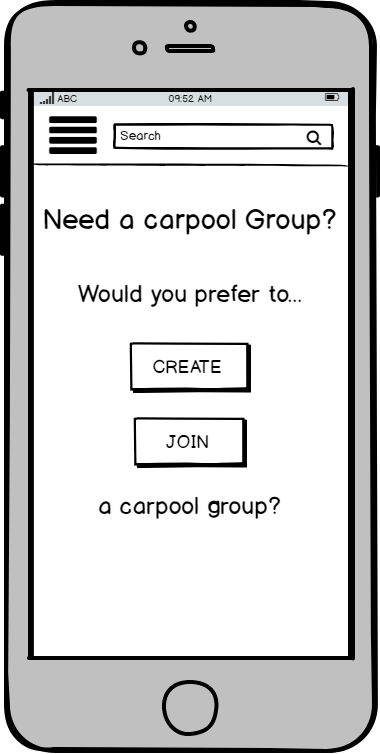 ABC 09:52 AM
Search
Need a carpool Group?
Would you prefer to...
CREATE
JOIN
a carpool group?